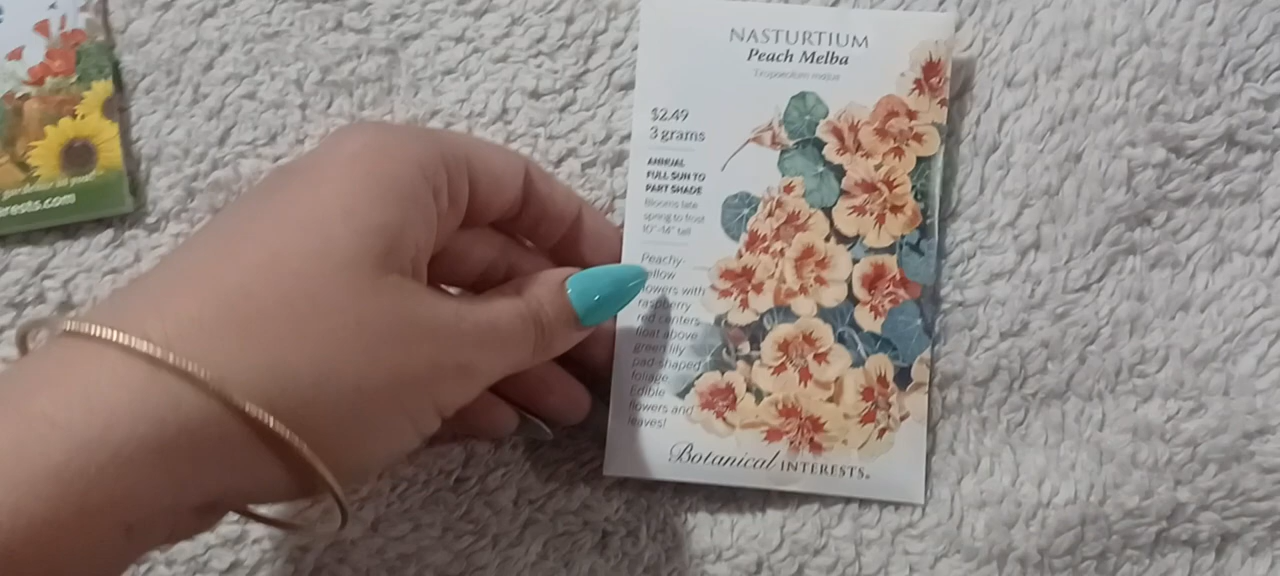 NASTURTIUM
Peach Melba
Tropaeolum majus
$2.49
3 grams
ANNUAL
FULL SUN TO
PART SHADE
Blooms late
spring to frost
10"-14" tall
Peachy
yellow
flowers with
raspberry
red centers
float above
green lily
pad-shaped
foliage.
Edible
flowers and
leaves!
Botanical INTERESTS®
rests.com